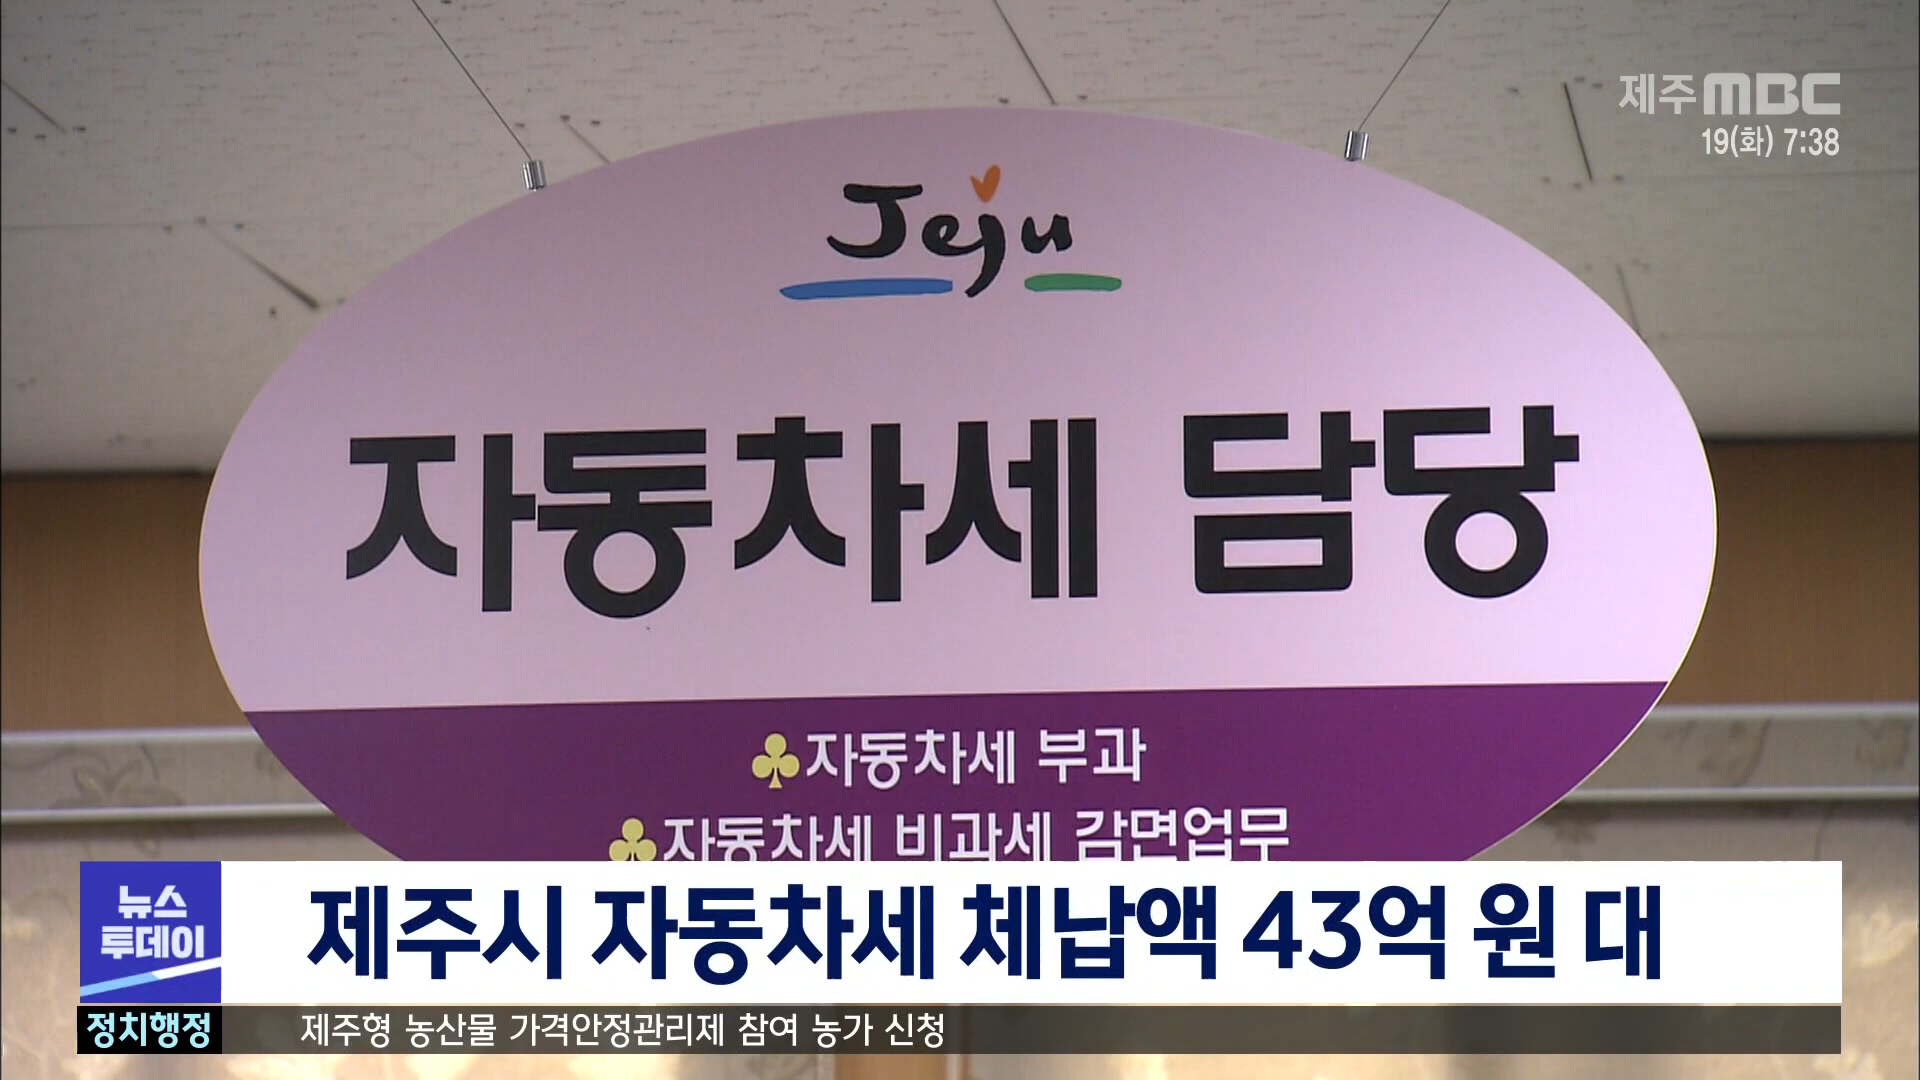 제주MBC
19(화) 7:38
Jeju
자동차세 담당
자동차세 부과
자동차세 비과세 감면업무
뉴스
투데이
제주시 자동차세 체납액 43억 원 대
정치행정
제주형 농산물 가격안정관리제 참여 농가 신청